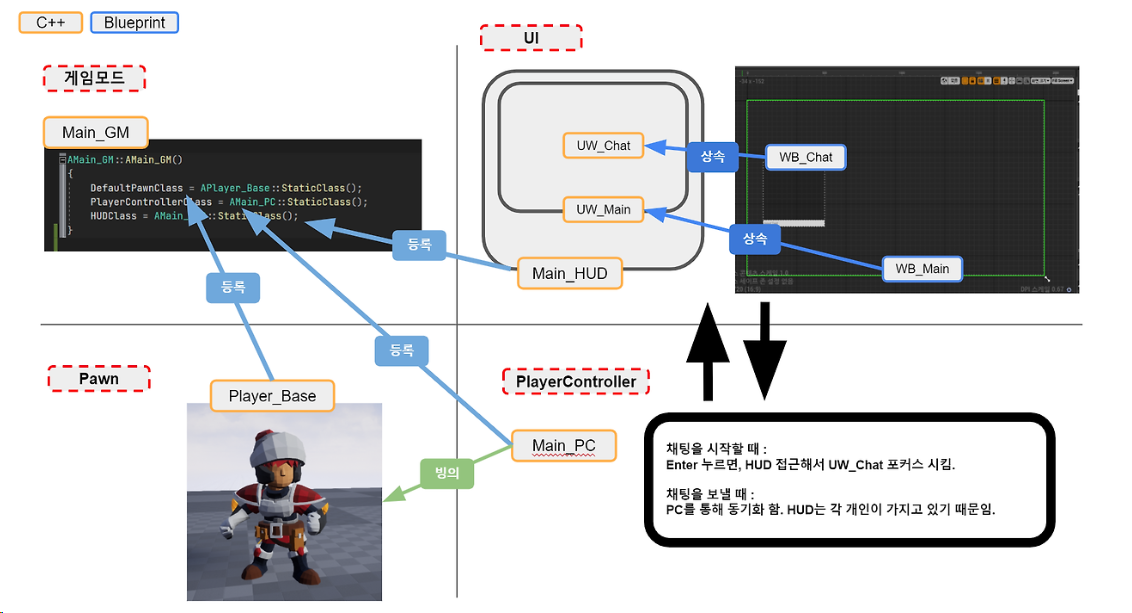 C++
Blueprint
게임모드
Main_GM
AMain_GM::AMain_GM()
{
DefaultPawnClass = APlayer_Base::StaticClass();
PlayerControllerClass = AMain_PC::StaticClass();
HUDClass = AMain_ ::StaticClass();
}
등록
등록
등록
UI
UW_Chat
상속
WB_Chat
UW_Main
상속
WB_Main
Main_HUD
Pawn
Player_Base
PlayerController
Main_PC
빙의
채팅을 시작할 때 :
Enter 누르면, HUD 접근해서 UW_Chat 포커스 시킴.
채팅을 보낼 때 :
PC를 통해 동기화 함. HUD는 각 개인이 가지고 있기 때문임.